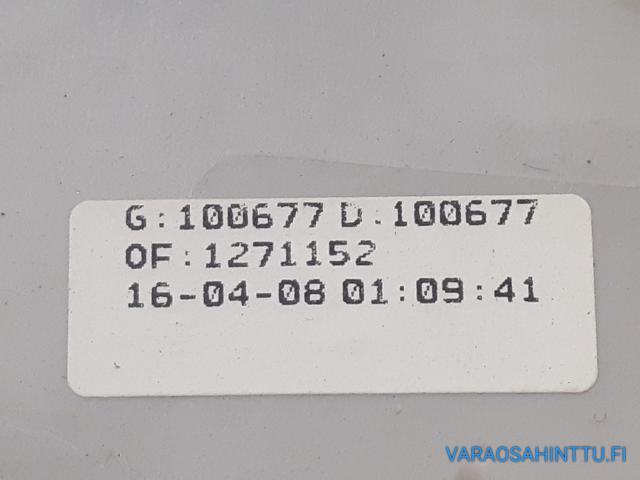 G:100677 D:100677
OF:1271152
16-04-08 01:09:41
VARAOSAHINTTU.FI